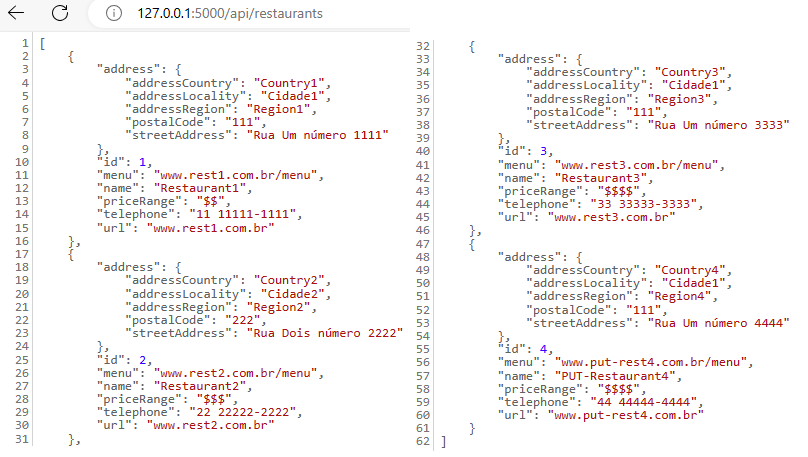 127.0.0.1:5000/api/restaurants
1 [
2 {
3 "address": {
4 "addressCountry": "Country1",
5 "addressLocality": "Cidade1",
6 "addressRegion": "Region1",
7 "postalCode": "111",
8 "streetAddress": "Rua Um número 1111"
9 },
10 "id": 1,
11 "menu": "www.rest1.com.br/menu",
12 "name": "Restaurant1",
13 "priceRange": "$$",
14 "telephone": "11 11111-1111",
15 "url": "www.rest1.com.br"
16 },
17 {
18 "address": {
19 "addressCountry": "Country2",
20 "addressLocality": "Cidade2",
21 "addressRegion": "Region2",
22 "postalCode": "222",
23 "streetAddress": "Rua Dois número 2222"
24 },
25 "id": 2,
26 "menu": "www.rest2.com.br/menu",
27 "name": "Restaurant2",
28 "priceRange": "$$$",
29 "telephone": "22 22222-2222",
30 "url": "www.rest2.com.br"
31 },
32 {
33 "address": {
34 "addressCountry": "Country3",
35 "addressLocality": "Cidade1",
36 "addressRegion": "Region3",
37 "postalCode": "111",
38 "streetAddress": "Rua Um número 3333"
39 },
40 "id": 3,
41 "menu": "www.rest3.com.br/menu",
42 "name": "Restaurante3",
43 "priceRange": "$$$$",
44 "telephone": "33 33333-3333",
45 "url": "www.rest3.com.br"
46 },
47 {
48 "address": {
49 "addressCountry": "Country4",
50 "addressLocality": "Cidade1",
51 "addressRegion": "Region4",
52 "postalCode": "111",
53 "streetAddress": "Rua Um número 4444"
54 },
55 "id": 4,
56 "menu": "www.put-rest4.com.br/menu",
57 "name": "PUT-Restaurant4",
58 "priceRange": "$$$$",
59 "telephone": "44 44444-4444",
60 "url": "www.put-rest4.com.br"
61 }
62 ]